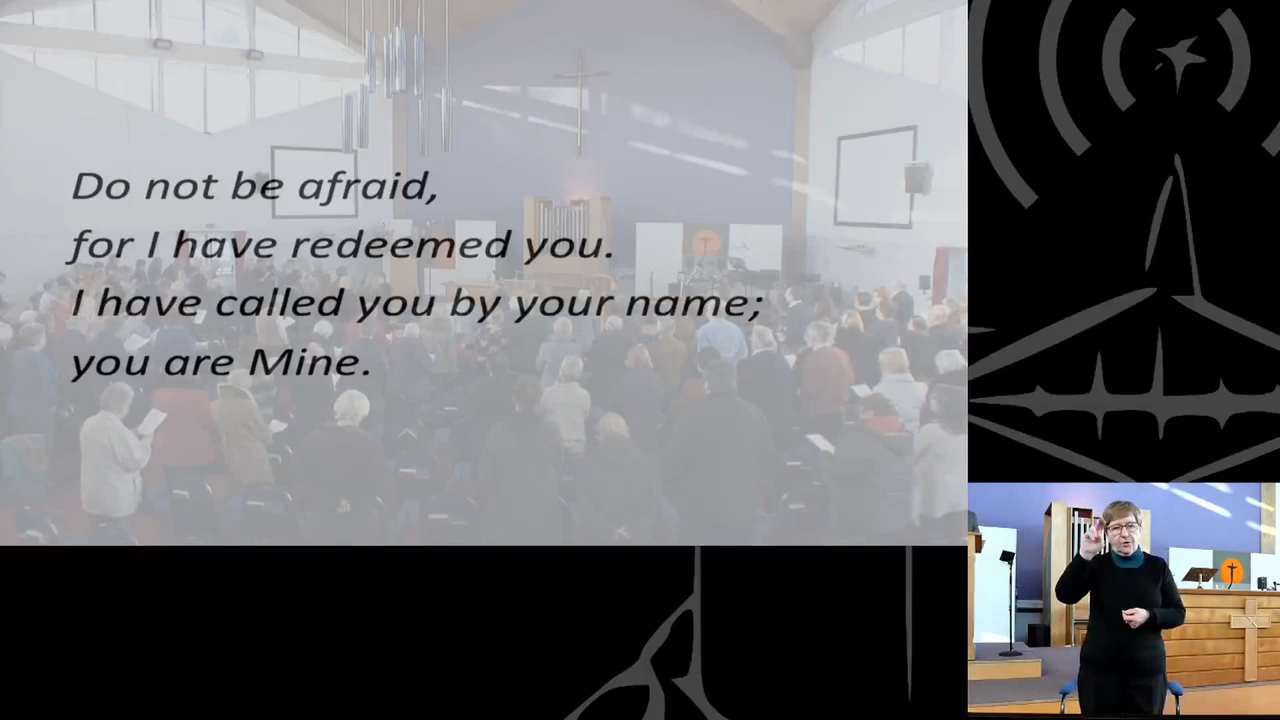 Do not be afraid,
for I have redeemed you.
I have called you by your name;
you are Mine.